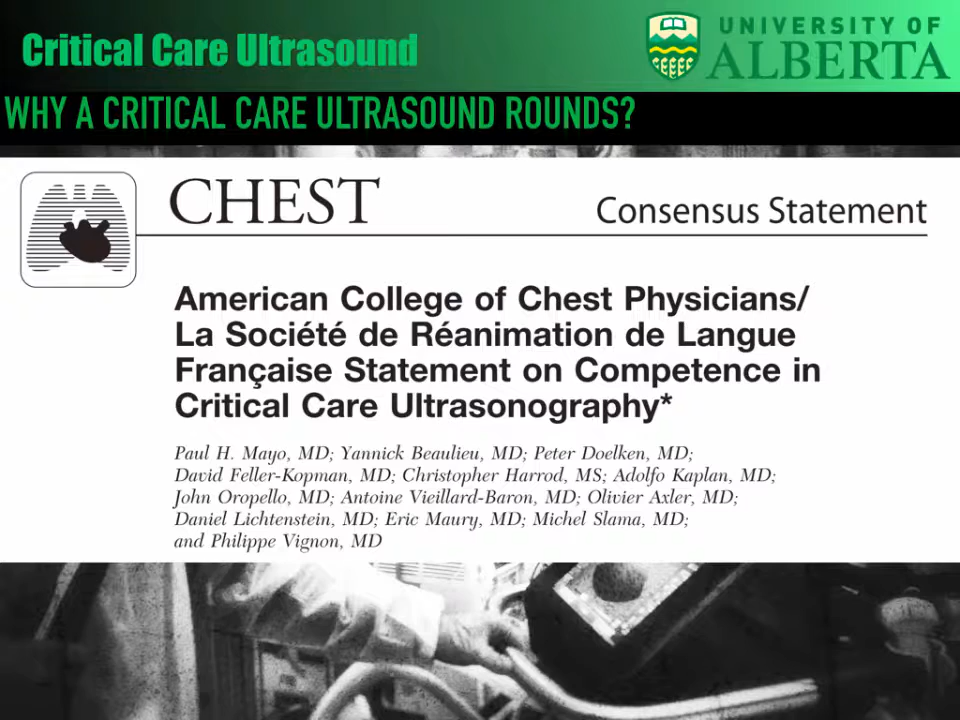 Critical Care Ultrasound
UNIVERSITY OF
ALBERTA
WHY A CRITICAL CARE ULTRASOUND ROUNDS?
CHEST
Consensus Statement
American College of Chest Physicians/
La Société de Réanimation de Langue
Française Statement on Competence in
Critical Care Ultrasonography*
Paul H. Mayo, MD; Yannick Beaulieu, MD; Peter Doelken, MD;
David Feller-Kopman, MD; Christopher Harrod, MS; Adolfo Kaplan, MD;
John Oropello, MD; Antoine Vieillard-Baron, MD; Olivier Axler, MD;
Daniel Lichtenstein, MD; Eric Maury, MD; Michel Slama, MD;
and Philippe Vignon, MD